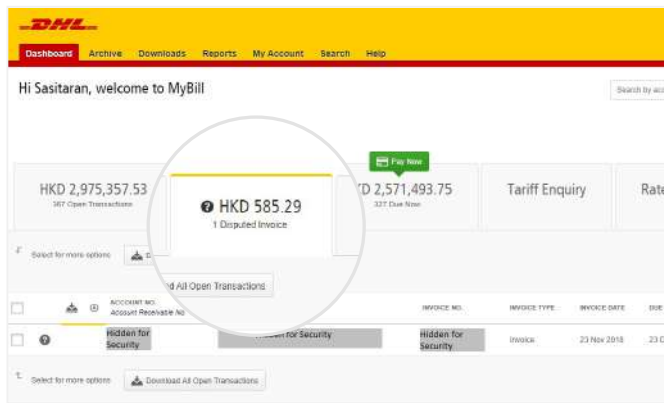 DHL
Dashboard Archive Downloads Reports My Account Search Help
Hi Sasitaran, welcome to MyBill
Search by acc
Pay Now
HKD 2,975,357.53
367 Open Transactions
HKD 585.29
1 Disputed Invoice
D 2,571,493.75
327 Due Now
Tariff Enquiry
Rate
Select for more options
d All Open Transactions
ACCOUNT NO. INVOICE NO. INVOICE TYPE INVOICE DATE DUE
Account Receivable No
Hidden for Security
Hidden for Security
Hidden for Security
Invoice 23 Nov 2018 23 D
Select for more options Download All Open Transactions